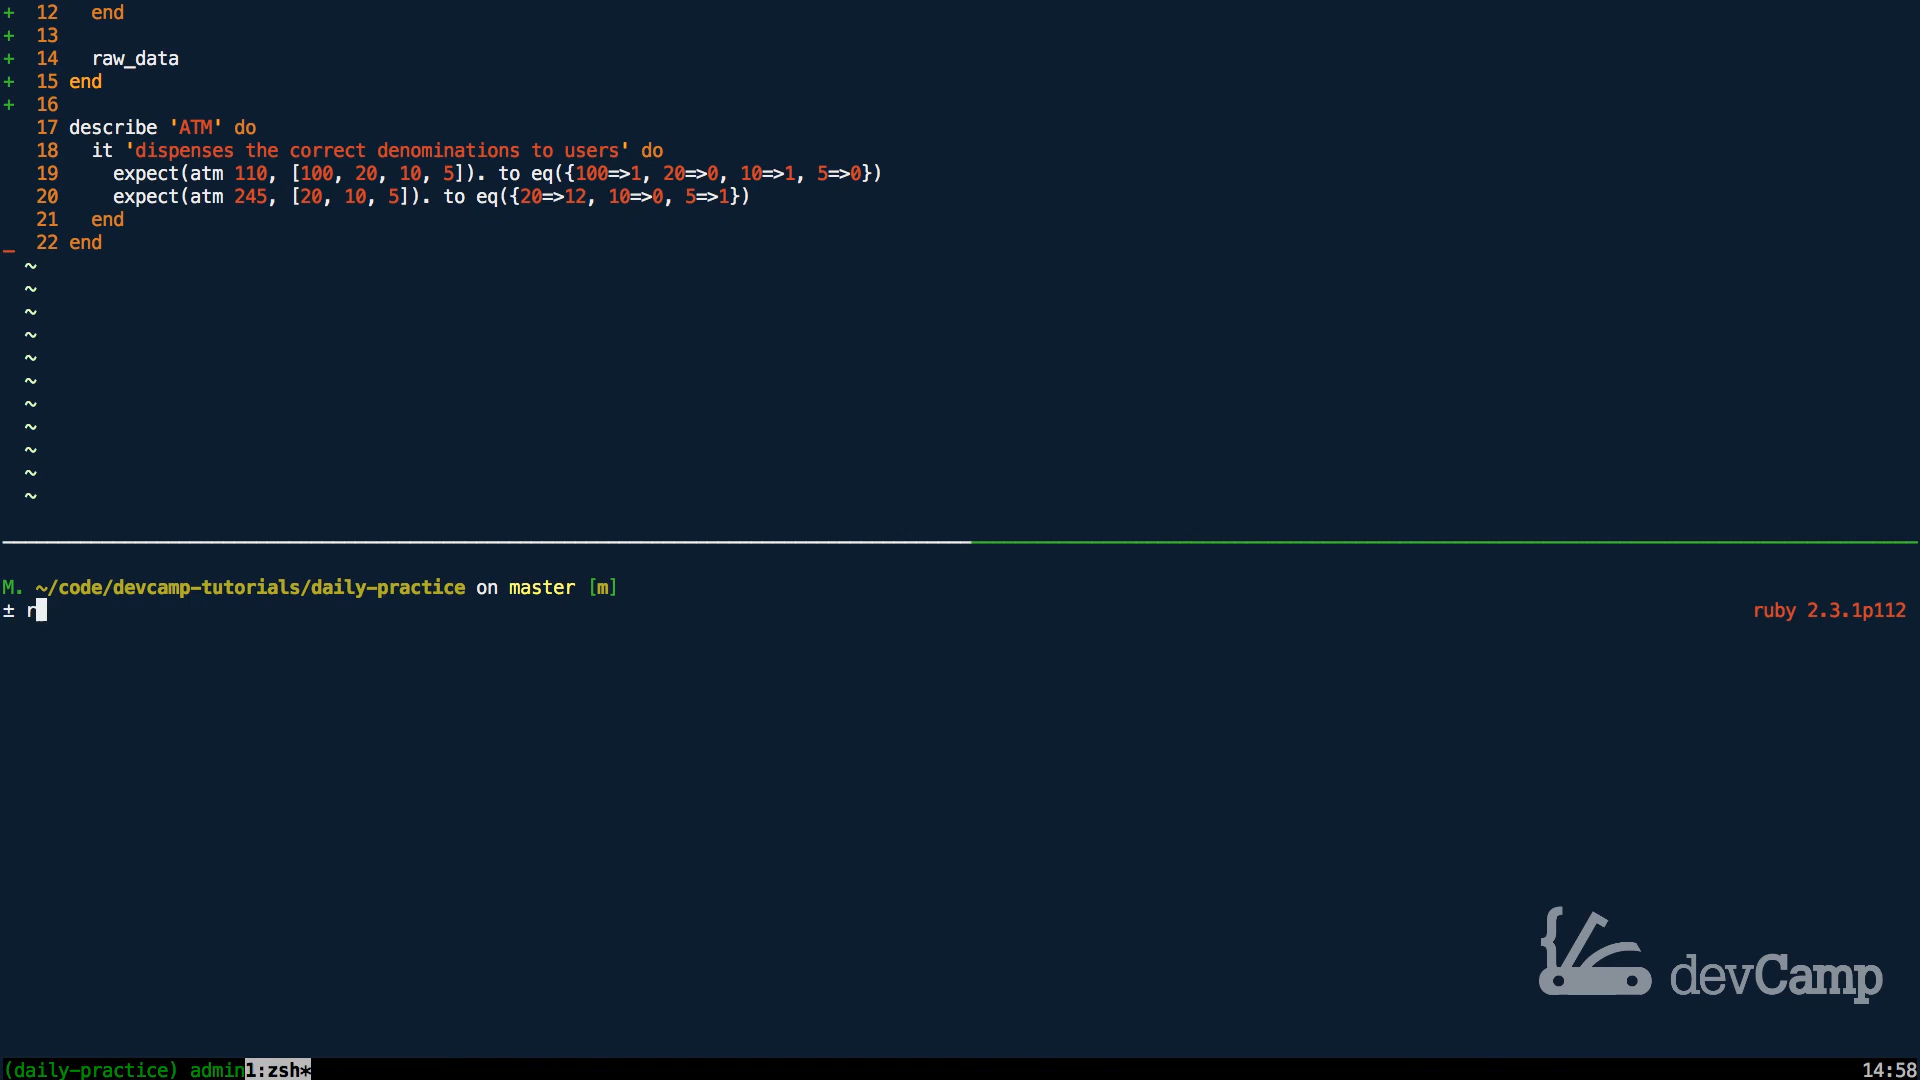 +  12   end
+  13
+  14   raw_data
+  15 end
+  16
   17 describe 'ATM' do
   18   it 'dispenses the correct denominations to users' do
   19     expect(atm 110, [100, 20, 10, 5]). to eq({100=>1, 20=>0, 10=>1, 5=>0})
   20     expect(atm 245, [20, 10, 5]). to eq({20=>12, 10=>0, 5=>1})
   21   end
_  22 end
~
~
~
~
~
~
~
~
~
~
~
M. ~/code/devcamp-tutorials/daily-practice on master [m]
± r ruby 2.3.1p112
devCamp
(daily-practice) admin1:zsh* 14:58